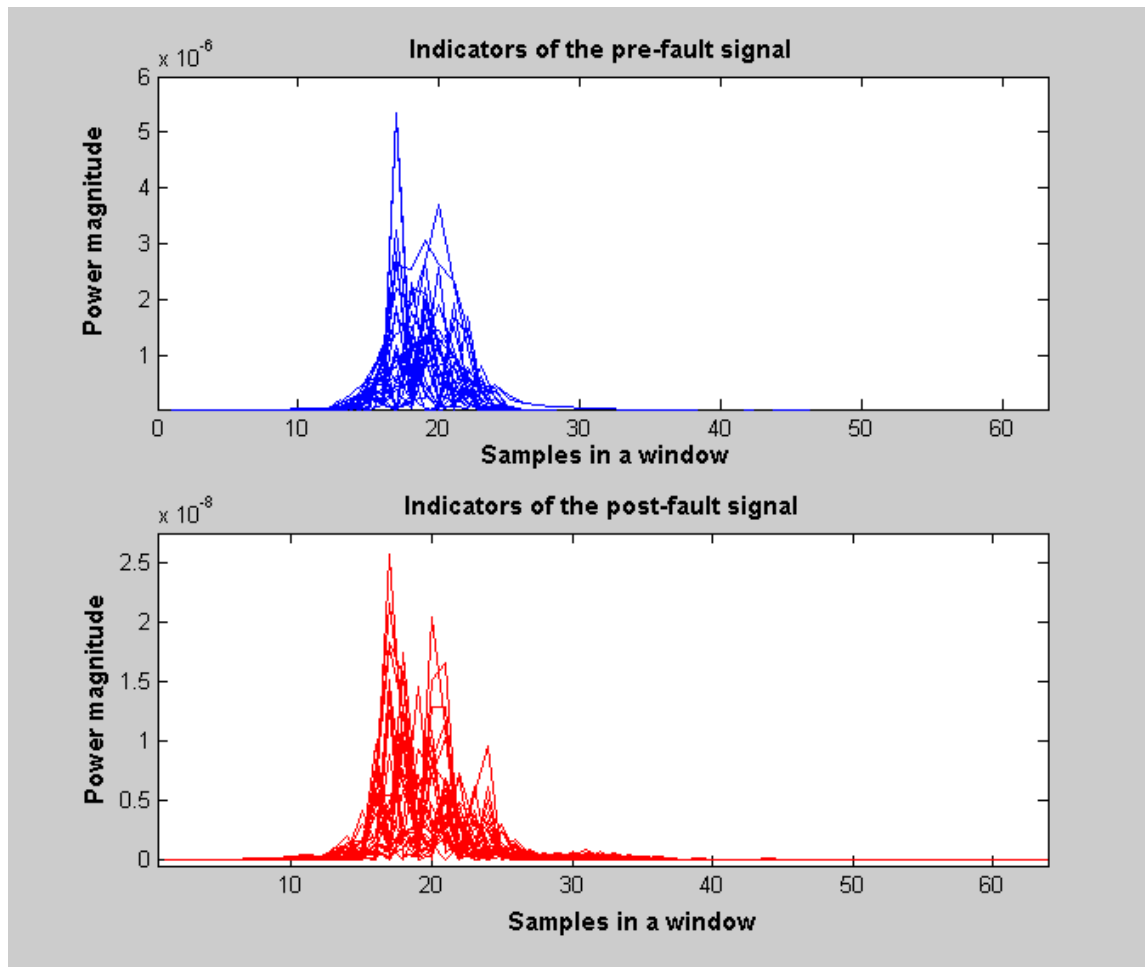 Indicators of the pre-fault signal
x 10-6
Power magnitude
6
5
4
3
2
1
0 10 20 30 40 50 60
Samples in a window
Indicators of the post-fault signal
x 10-8
Power magnitude
2.5
2
1.5
1
0.5
0
10 20 30 40 50 60
Samples in a window